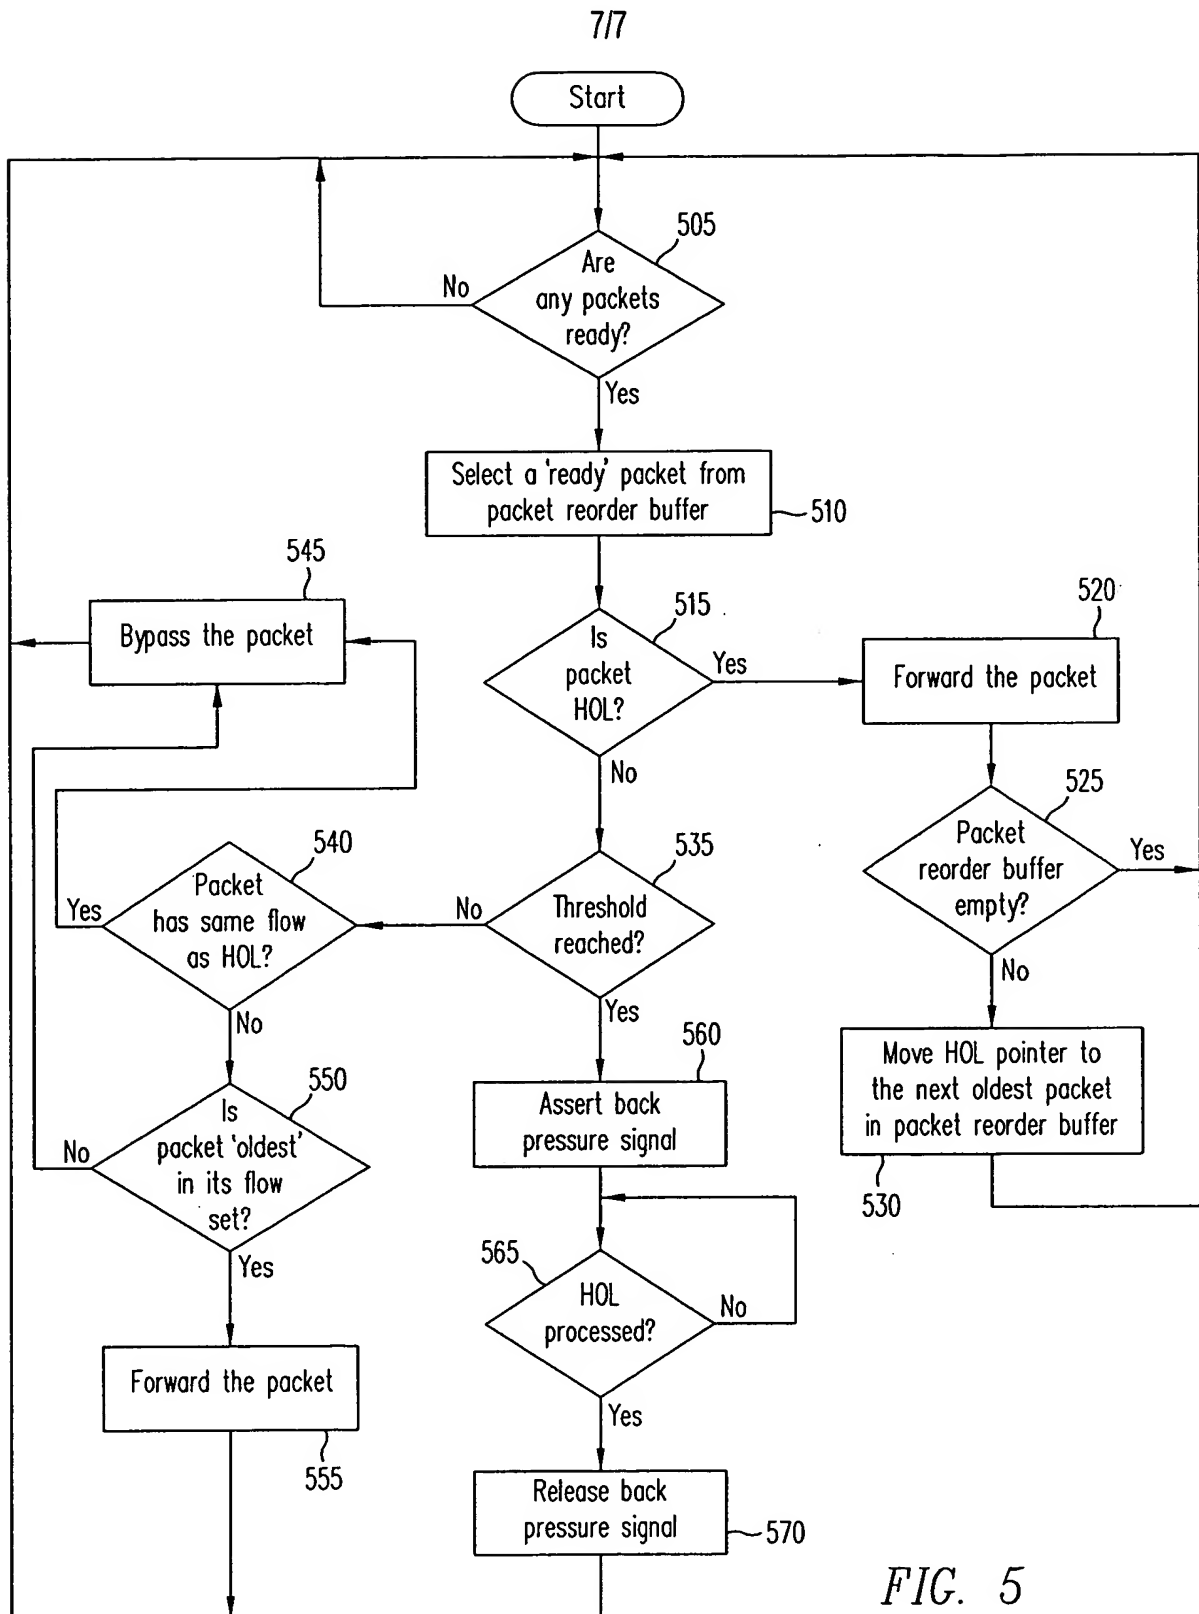 7/7
Start
505
Are
any packets
ready?
No
Yes
Select a 'ready' packet from
packet reorder buffer
510
545
Bypass the packet
515
Is
packet
HOL?
Yes
No
520
Forward the packet
525
Packet
reorder buffer
empty?
Yes
No
540
Packet
has same flow
as HOL?
Yes
No
535
Threshold
reached?
No
Yes
Move HOL pointer to
the next oldest packet
in packet reorder buffer
530
550
Is
packet 'oldest'
in its flow
set?
No
Yes
560
Assert back
pressure signal
565
HOL
processed?
No
Yes
Forward the packet
555
Release back
pressure signal
570
FIG. 5